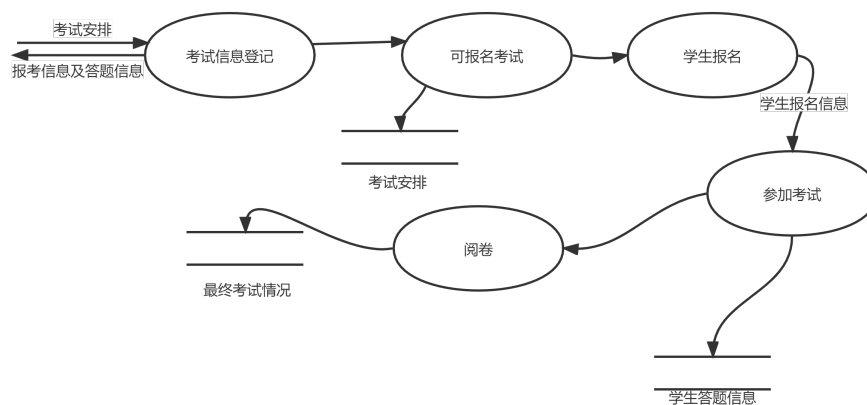 考试安排
报考信息及答题信息
考试信息登记
可报名考试
学生报名
学生报名信息
考试安排
参加考试
阅卷
最终考试情况
学生答题信息